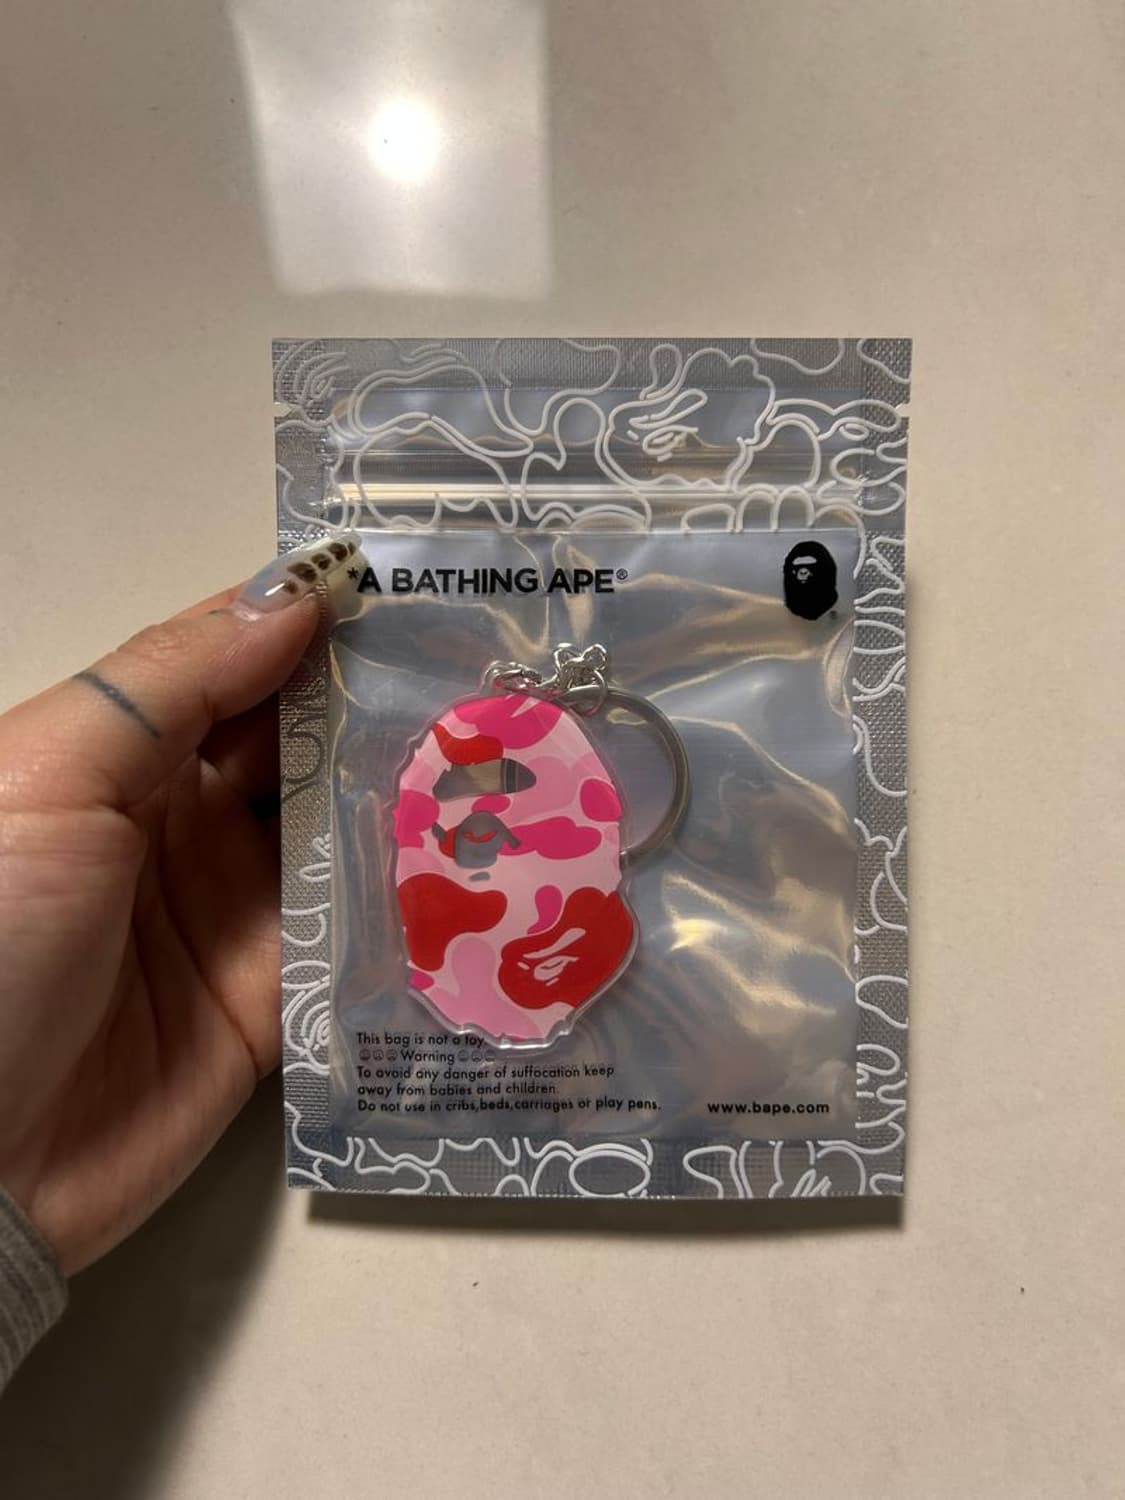 *A BATHING APE®
This bag is not a toy.
Warning
To avoid any danger of suffocation keep
away from babies and children.
Do not use in cribs,beds,carriages or play pens.
www.bape.com